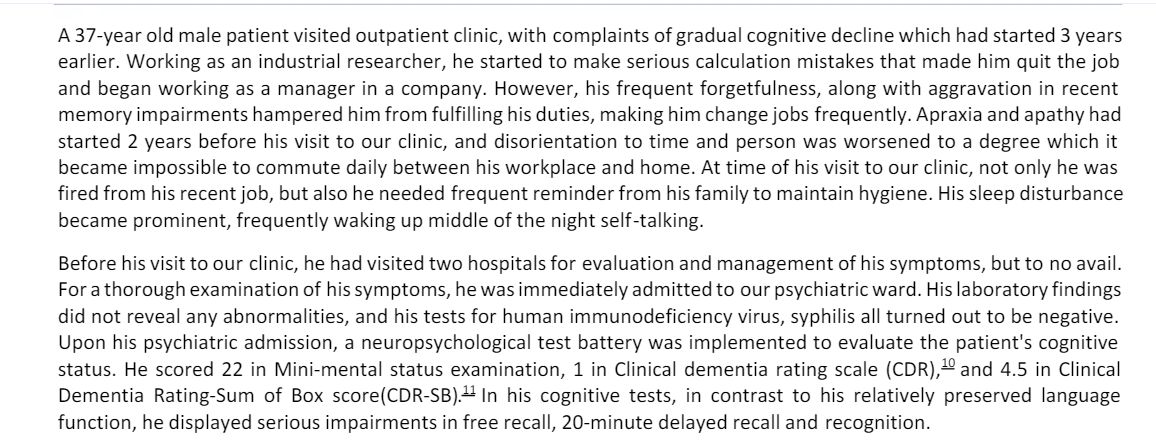 A 37-year old male patient visited outpatient clinic, with complaints of gradual cognitive decline which had started 3 years
earlier. Working as an industrial researcher, he started to make serious calculation mistakes that made him quit the job
and began working as a manager in a company. However, his frequent forgetfulness, along with aggravation in recent
memory impairments hampered him from fulfilling his duties, making him change jobs frequently. Apraxia and apathy had
started 2 years before his visit to our clinic, and disorientation to time and person was worsened to a degree which it
became impossible to commute daily between his workplace and home. At time of his visit to our clinic, not only he was
fired from his recent job, but also he needed frequent reminder from his family to maintain hygiene. His sleep disturbance
became prominent, frequently waking up middle of the night self-talking.
Before his visit to our clinic, he had visited two hospitals for evaluation and management of his symptoms, but to no avail.
For a thorough examination of his symptoms, he was immediately admitted to our psychiatric ward. His laboratory findings
did not reveal any abnormalities, and his tests for human immunodeficiency virus, syphilis all turned out to be negative.
Upon his psychiatric admission, a neuropsychological test battery was implemented to evaluate the patient's cognitive
status. He scored 22 in Mini-mental status examination, 1 in Clinical dementia rating scale (CDR),10 and 4.5 in Clinical
Dementia Rating-Sum of Box score(CDR-SB).11 In his cognitive tests, in contrast to his relatively preserved language
function, he displayed serious impairments in free recall, 20-minute delayed recall and recognition.